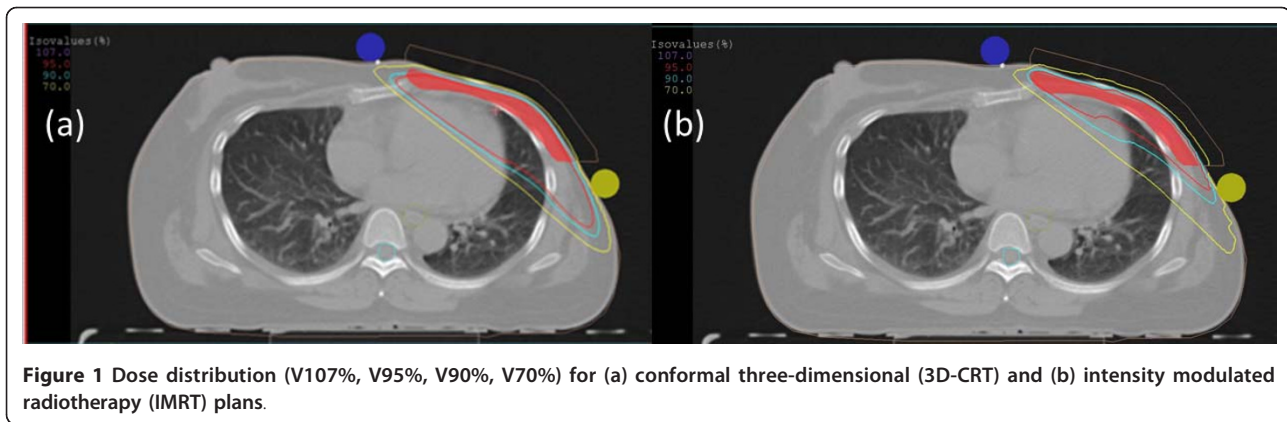 Isovalues(%)
107.0
95.0
90.0
70.0
(a)
Isovalues(%)
107.0
95.0
90.0
70.0
(b)
Figure 1 Dose distribution (V107%, V95%, V90%, V70%) for (a) conformal three-dimensional (3D-CRT) and (b) intensity modulated
radiotherapy (IMRT) plans.